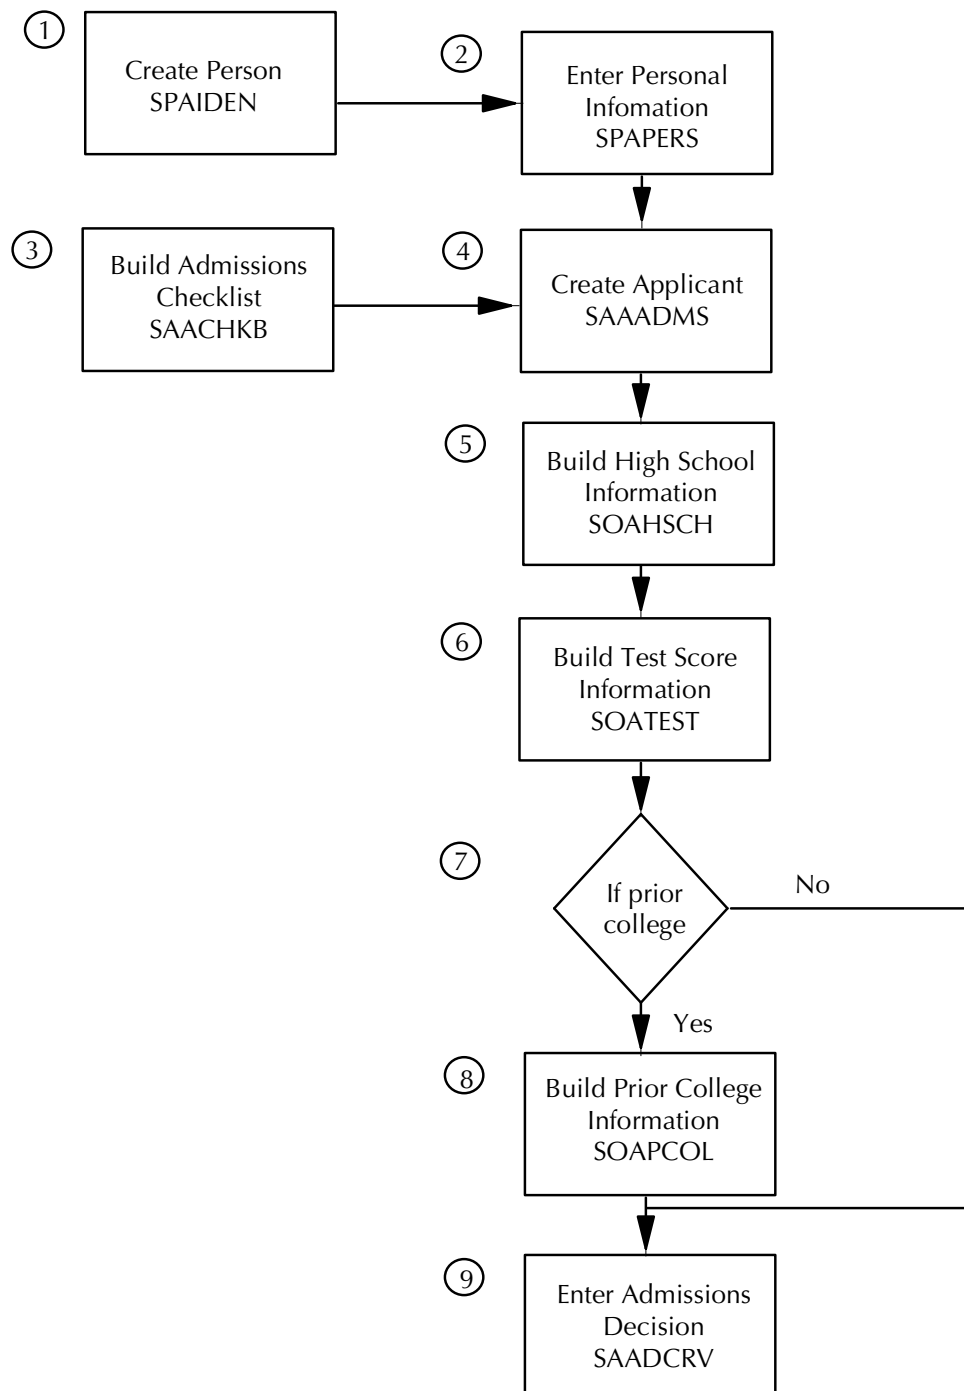 1
Create Person
SPAIDEN
2
Enter Personal
Infomation
SPAPERS
3
Build Admissions
Checklist
SAACHKB
4
Create Applicant
SAAADMS
5
Build High School
Information
SOAHSCH
6
Build Test Score
Information
SOATEST
7
If prior
college
No
Yes
8
Build Prior College
Information
SOAPCOL
9
Enter Admissions
Decision
SAADCRV